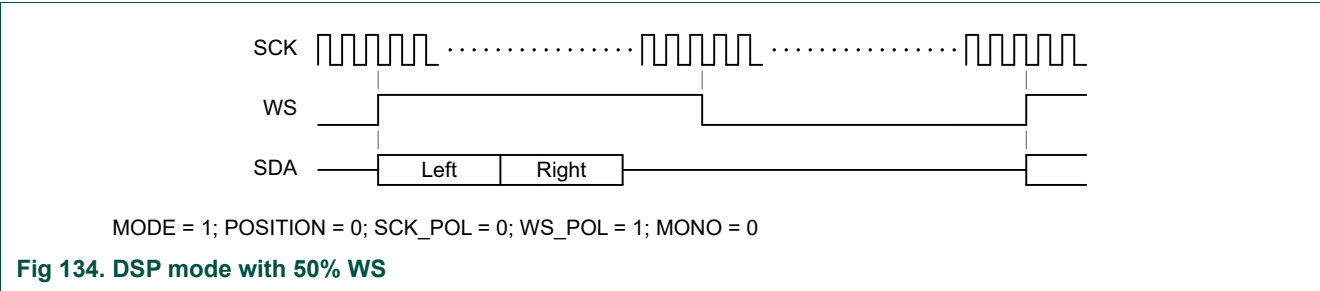 SCK
WS
SDA Left Right
MODE = 1; POSITION = 0; SCK_POL = 0; WS_POL = 1; MONO = 0
Fig 134. DSP mode with 50% WS